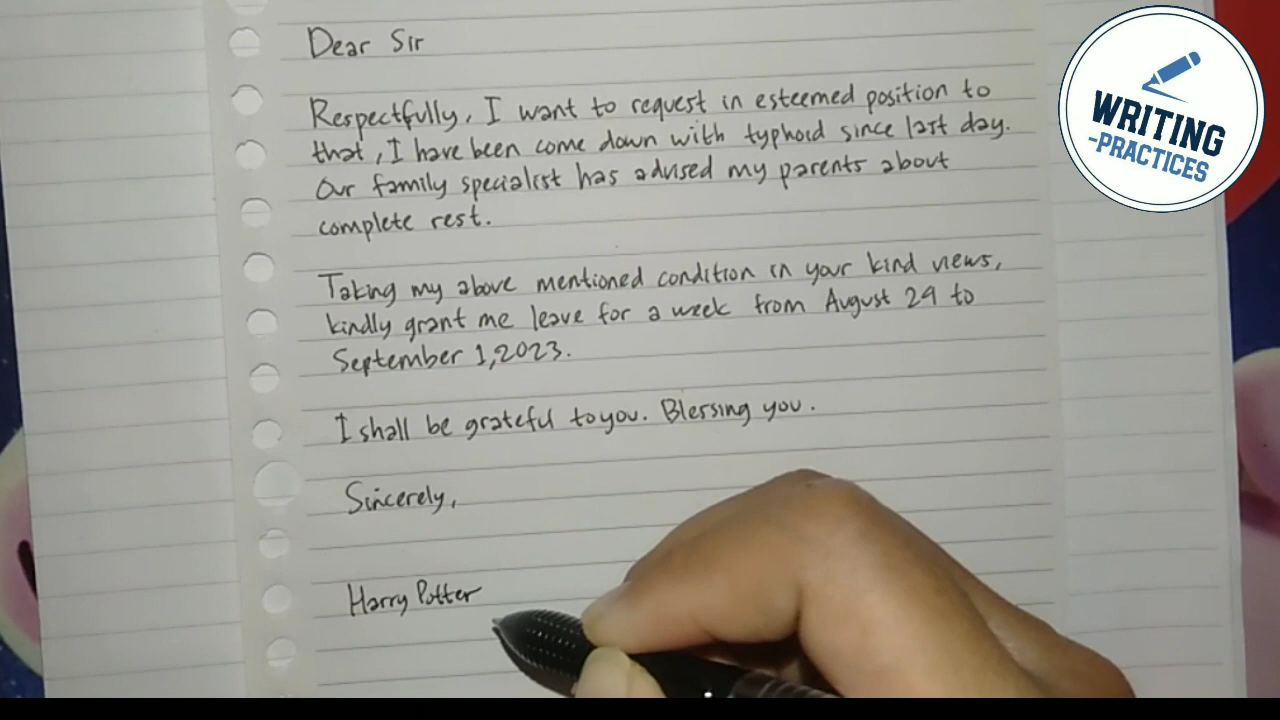 Dear Sir
Respectfully, I want to request in esteemed position to
that, I have been come down with typhoid since last day.
Our family specialist has advised my parents about
complete rest.
Taking my above mentioned condition in your kind views,
kindly grant me leave for a week from August 29 to
September 1, 2023.
I shall be grateful to you. Blessing you.
Sincerely,
Harry Potter
WRITING
-PRACTICES